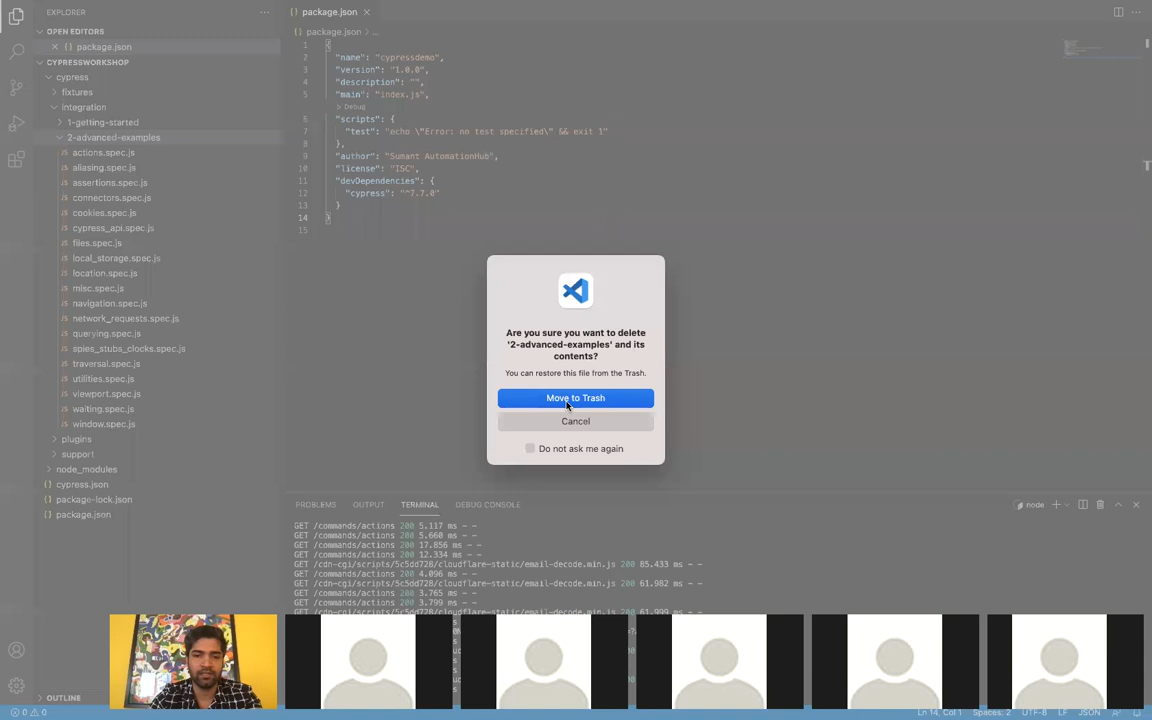 EXPLORER
OPEN EDITORS
package.json
CYPRESSWORKSHOP
cypress
fixtures
integration
1-getting-started
2-advanced-examples
actions.spec.js
aliasing.spec.js
assertions.spec.js
connectors.spec.js
cookies.spec.js
cypress_api.spec.js
files.spec.js
local_storage.spec.js
location.spec.js
misc.spec.js
navigation.spec.js
network_requests.spec.js
querying.spec.js
spies_stubs_clocks.spec.js
traversal.spec.js
utilities.spec.js
viewport.spec.js
waiting.spec.js
window.spec.js
plugins
support
node_modules
cypress.json
package-lock.json
package.json
OUTLINE
package.json
package.json > ...
1 {
2 "name": "cypressdemo",
3 "version": "1.0.0",
4 "description": "",
5 "main": "index.js",
Debug
6 "scripts": {
7 "test": "echo \"Error: no test specified\" && exit 1"
8 },
9 "author": "Sumant AutomationHub",
10 "license": "ISC",
11 "devDependencies": {
12 "cypress": "^7.7.0"
13 }
14 }
15
Are you sure you want to delete
'2-advanced-examples' and its
contents?
You can restore this file from the Trash.
Move to Trash
Cancel
Do not ask me again
PROBLEMS OUTPUT TERMINAL DEBUG CONSOLE
node
GET /commands/actions 200 5.117 ms - -
GET /commands/actions 200 5.660 ms - -
GET /commands/actions 200 17.856 ms - -
GET /commands/actions 200 12.334 ms - -
GET /cdn-cgi/scripts/5c5dd728/cloudflare-static/email-decode.min.js 200 85.433 ms - -
GET /commands/actions 200 4.096 ms - -
GET /cdn-cgi/scripts/5c5dd728/cloudflare-static/email-decode.min.js 200 61.982 ms - -
GET /commands/actions 200 3.765 ms - -
GET /commands/actions 200 3.799 ms - -
GET /cdn-cgi/scripts/5c5dd728/cloudflare-static/email-decode.min.js 200 61.999 ms - -
0 0
Ln 14, Col 1 Spaces: 2 UTF-8 LF JSON